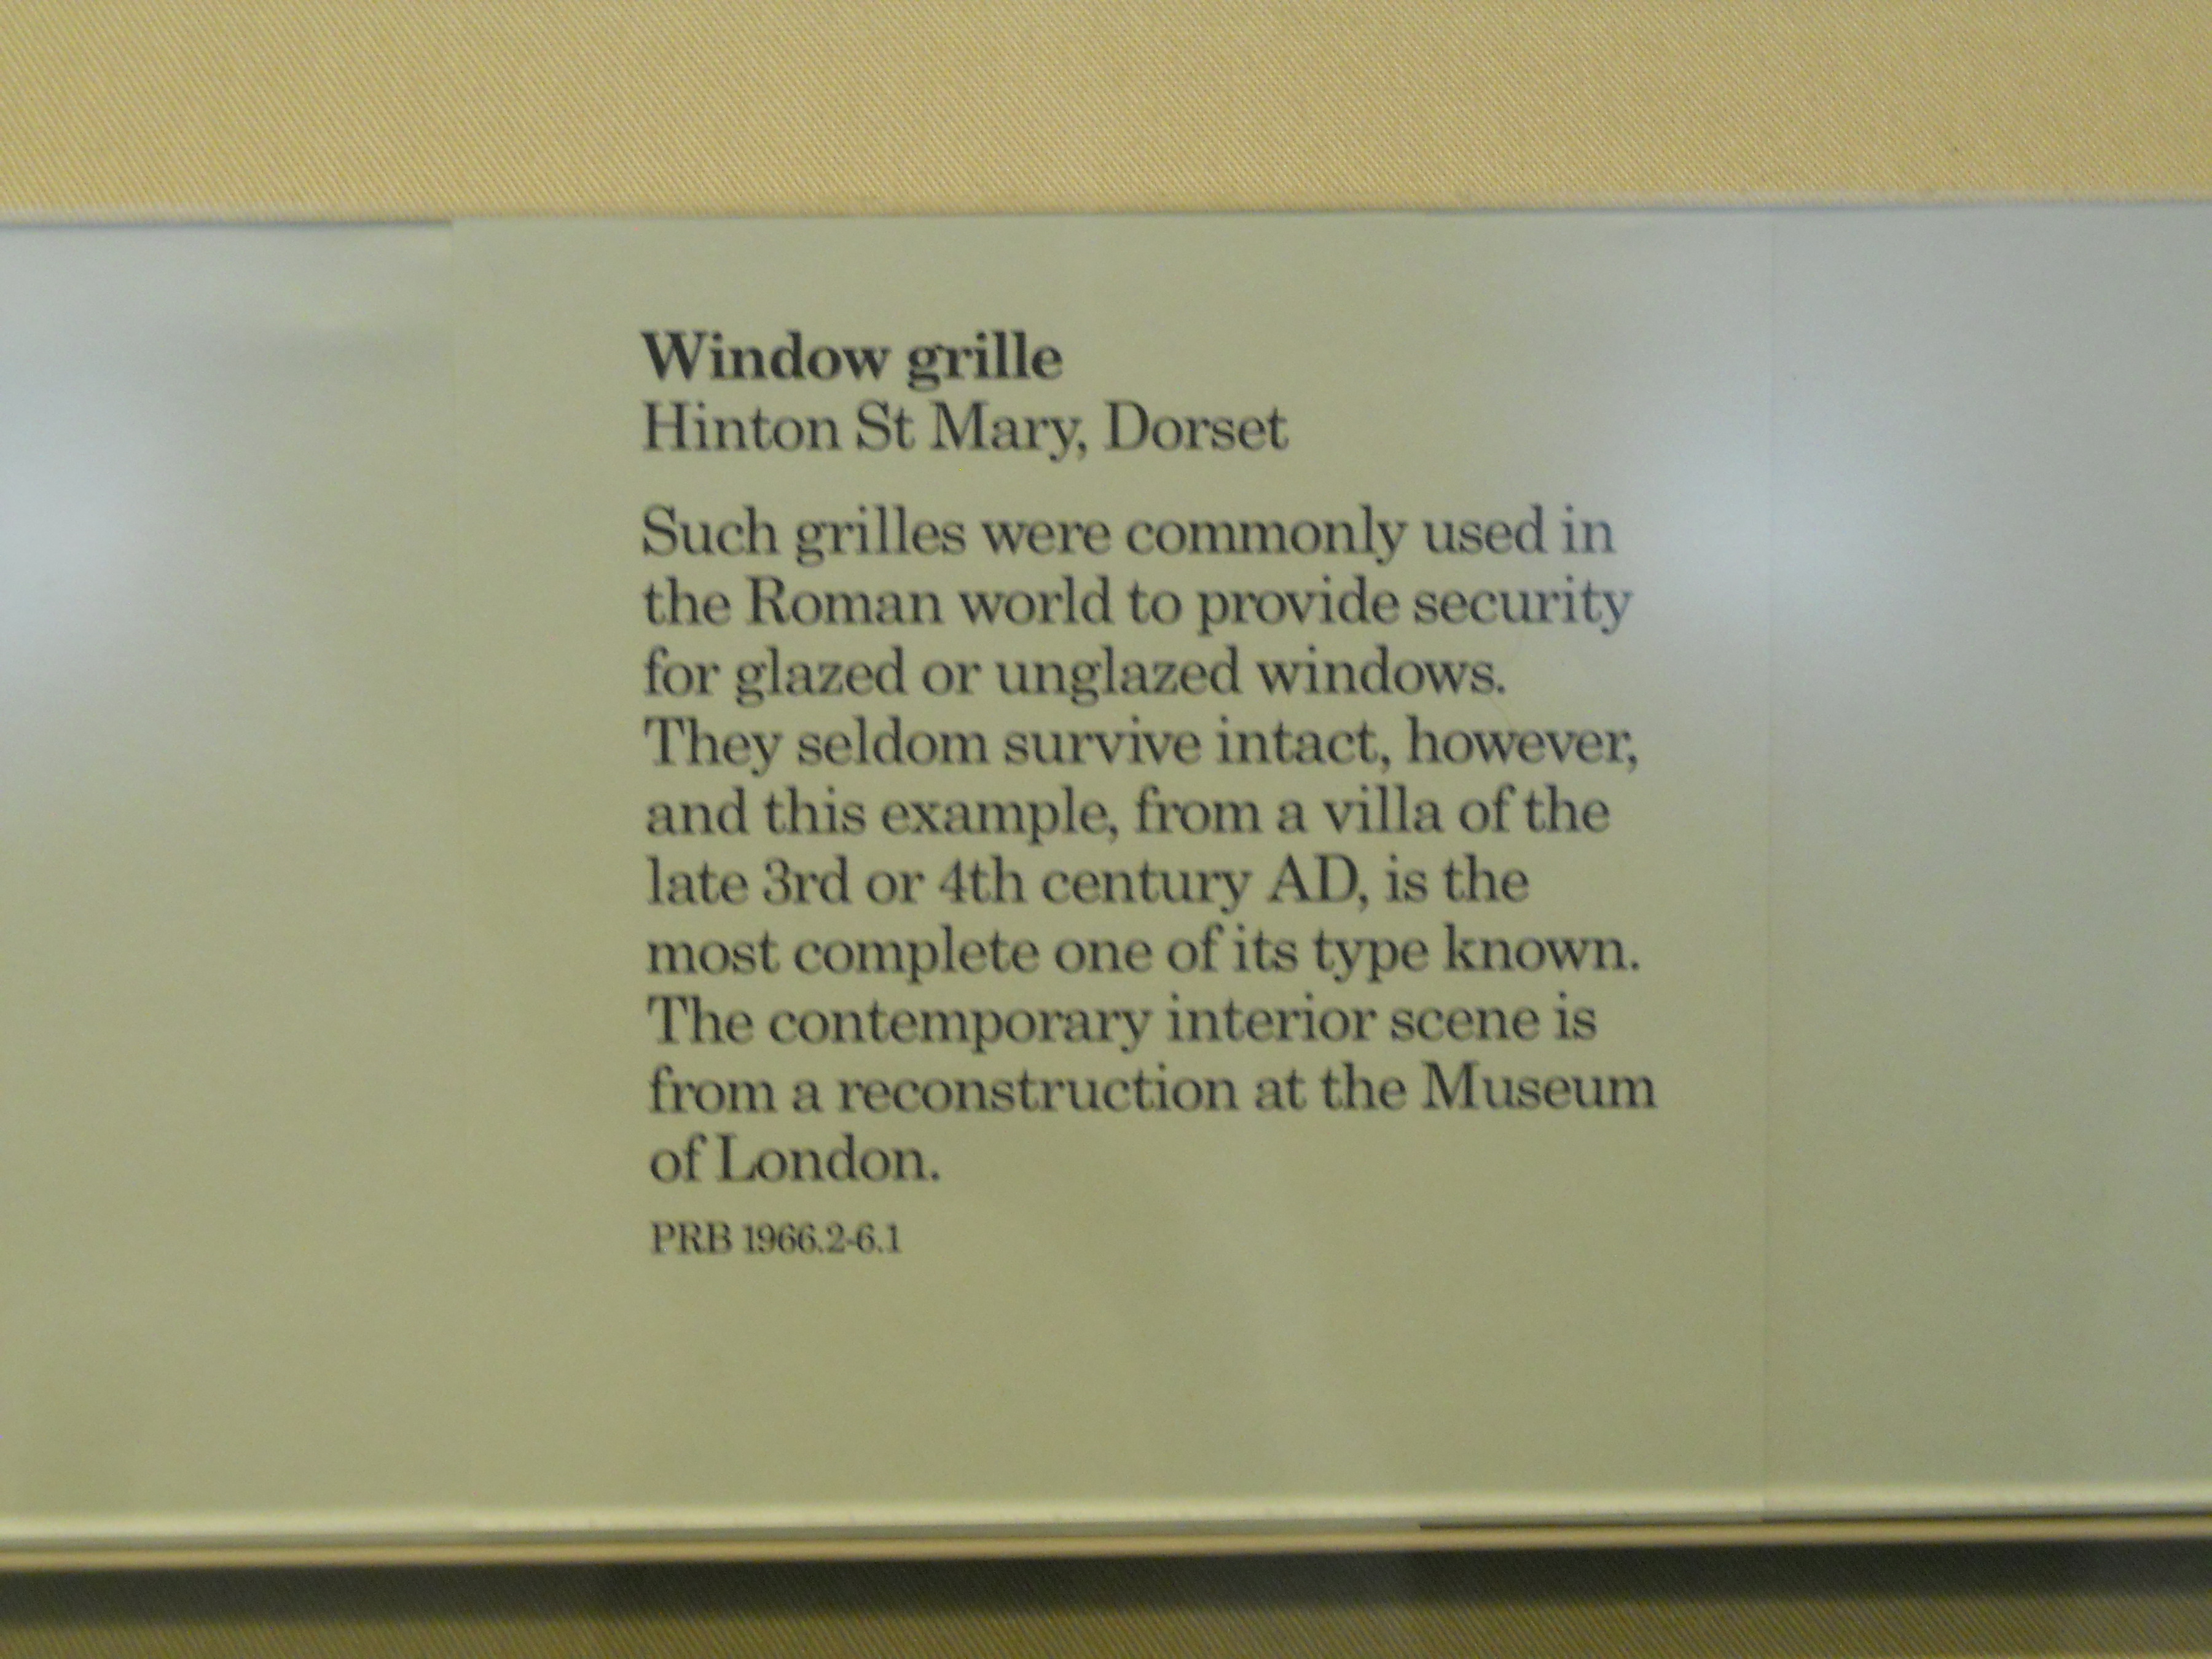 Window grille
Hinton St Mary, Dorset
Such grilles were commonly used in
the Roman world to provide security
for glazed or unglazed windows.
They seldom survive intact, however,
and this example, from a villa of the
late 3rd or 4th century AD, is the
most complete one of its type known.
The contemporary interior scene is
from a reconstruction at the Museum
of London.
PRB 1966.2-6.1